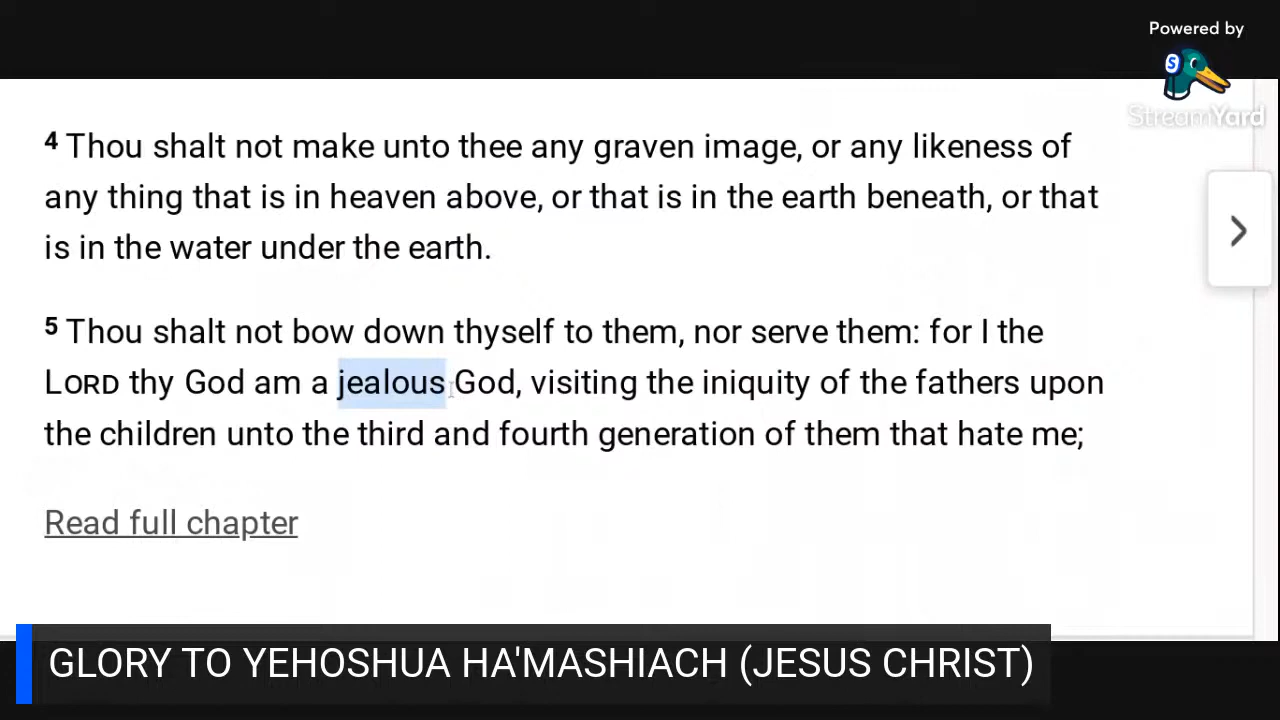 Powered by
S
StreamYard
4 Thou shalt not make unto thee any graven image, or any likeness of
any thing that is in heaven above, or that is in the earth beneath, or that
is in the water under the earth.
5 Thou shalt not bow down thyself to them, nor serve them: for I the
LORD thy God am a jealous God, visiting the iniquity of the fathers upon
the children unto the third and fourth generation of them that hate me;
Read full chapter
GLORY TO YEHOSHUA HA'MASHIACH (JESUS CHRIST)